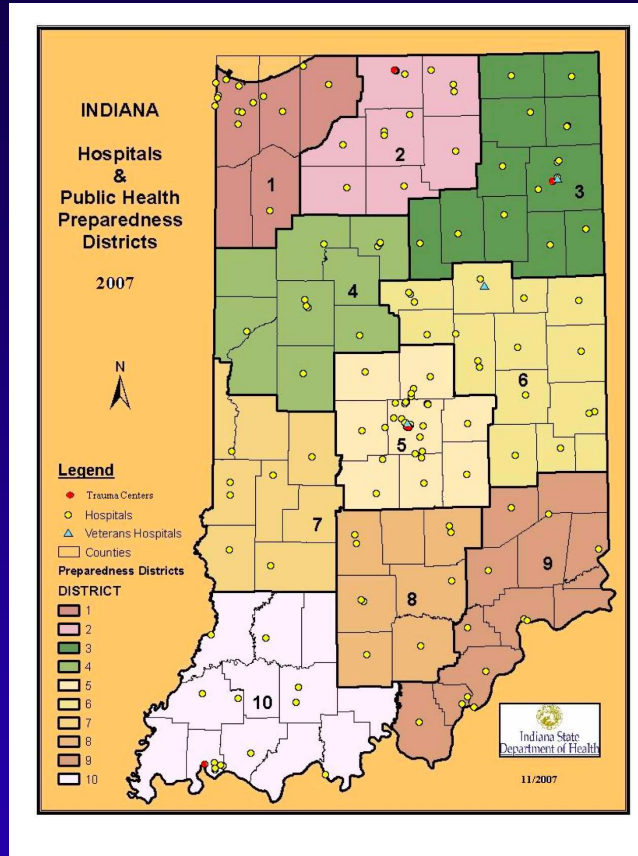 INDIANA
Hospitals
&
Public Health
Preparedness
Districts
2007
N
Legend
Trauma Centers
Hospitals
Veterans Hospitals
Counties
Preparedness Districts
DISTRICT
1
2
3
4
5
6
7
8
9
10
1
2
3
4
5
6
7
8
9
10
Indiana State
Department of Health
11/2007